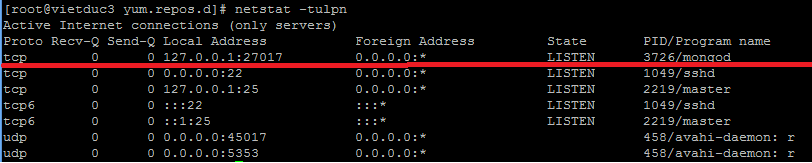 [root@vietduc3 yum.repos.d]# netstat -tulpn
Active Internet connections (only servers)
Proto Recv-Q Send-Q Local Address Foreign Address State PID/Program name
tcp 0 0 127.0.0.1:27017 0.0.0.0:* LISTEN 3726/mongod
tcp 0 0 0.0.0.0:22 0.0.0.0:* LISTEN 1049/sshd
tcp 0 0 127.0.0.1:25 0.0.0.0:* LISTEN 2219/master
tcp6 0 0 :::22 :::* LISTEN 1049/sshd
tcp6 0 0 ::1:25 :::* LISTEN 2219/master
udp 0 0 0.0.0.0:45017 0.0.0.0:* 458/avahi-daemon: r
udp 0 0 0.0.0.0:5353 0.0.0.0:* 458/avahi-daemon: r